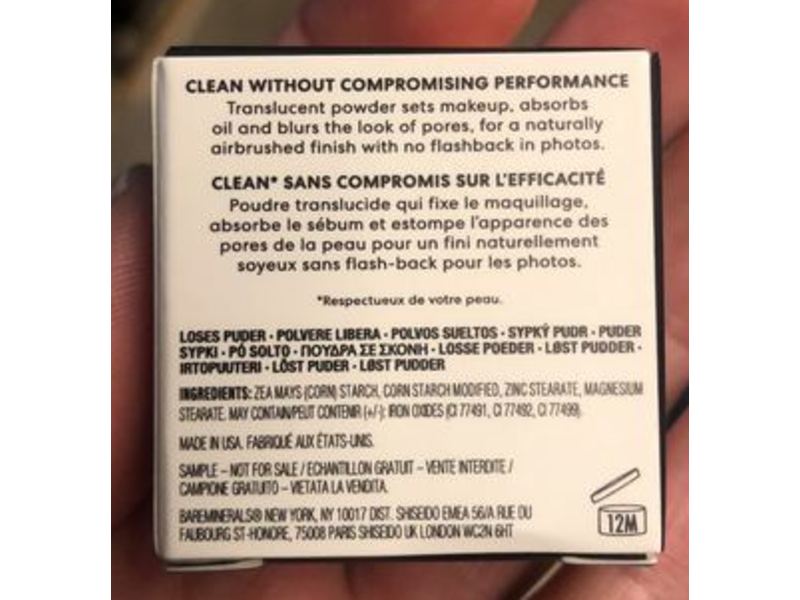 CLEAN WITHOUT COMPROMISING PERFORMANCE
Translucent powder sets makeup, absorbs
oil and blurs the look of pores, for a naturally
airbrushed finish with no flashback in photos.
CLEAN* SANS COMPROMIS SUR L'EFFICACITÉ
Poudre translucide qui fixe le maquillage,
absorbe le sébum et estompe l'apparence des
pores de la peau pour un fini naturellement
soyeux sans flash-back pour les photos.
*Respectueux de votre peau.
LOSES PUDER • POLVERE LIBERA • POLVOS SUELTOS • SYPKÝ PUDR • PUDER
SYPKI • PÓ SOLTO • ΠΟΥΔΡΑ ΣΕ ΣΚΟΝΗ • LOSSE POEDER • LØST PUDDER •
IRTOPUUTERI • LÖST PUDER • LØST PUDDER
INGREDIENTS: ZEA MAYS (CORN) STARCH, CORN STARCH MODIFIED, ZINC STEARATE, MAGNESIUM
STEARATE. MAY CONTAIN/PEUT CONTENIR (+/-): IRON OXIDES (CI 77491, CI 77492, CI 77499).
MADE IN USA. FABRIQUÉ AUX ÉTATS-UNIS.
SAMPLE – NOT FOR SALE / ECHANTILLON GRATUIT – VENTE INTERDITE /
CAMPIONE GRATUITO – VIETATA LA VENDITA.
BAREMINERALS® NEW YORK, NY 10017 DIST. SHISEIDO EMEA 56/A RUE DU
FAUBOURG ST-HONORE, 75008 PARIS SHISEIDO UK LONDON WC2N 6HT
12M